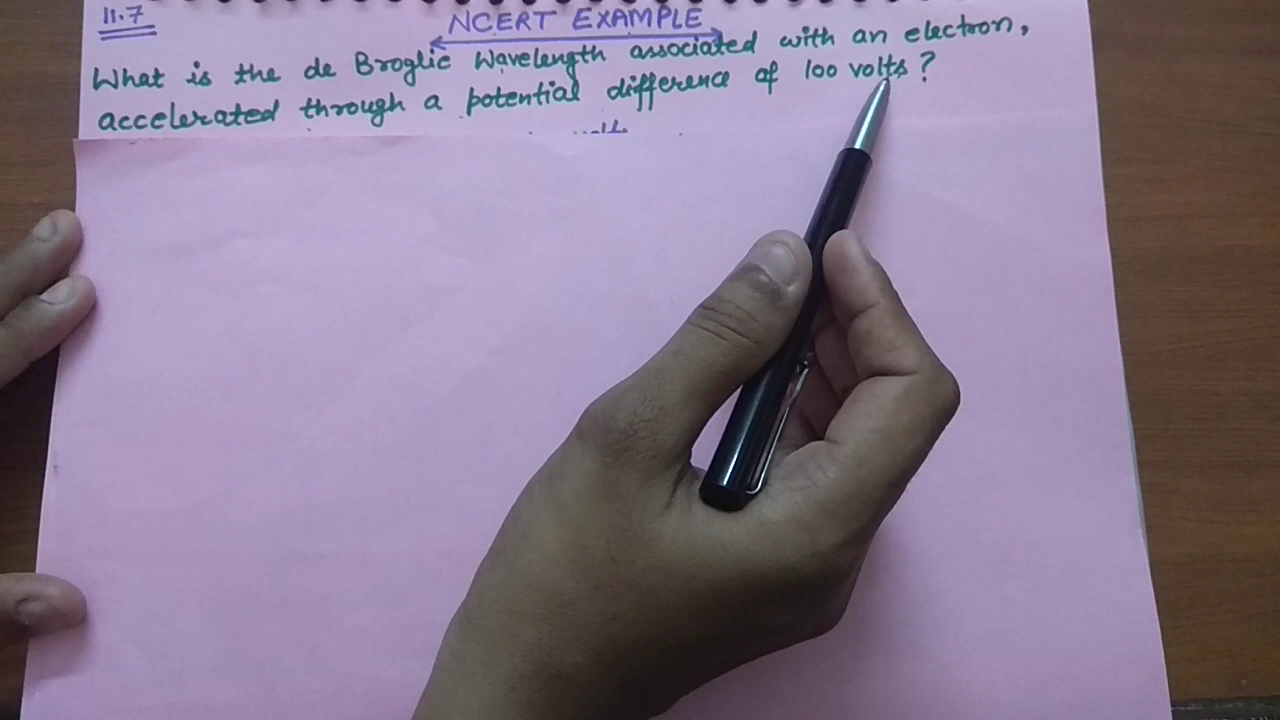 11.7
NCERT EXAMPLE
What is the de Broglie Wavelength associated with an electron,
accelerated through a potential difference of 100 volts?